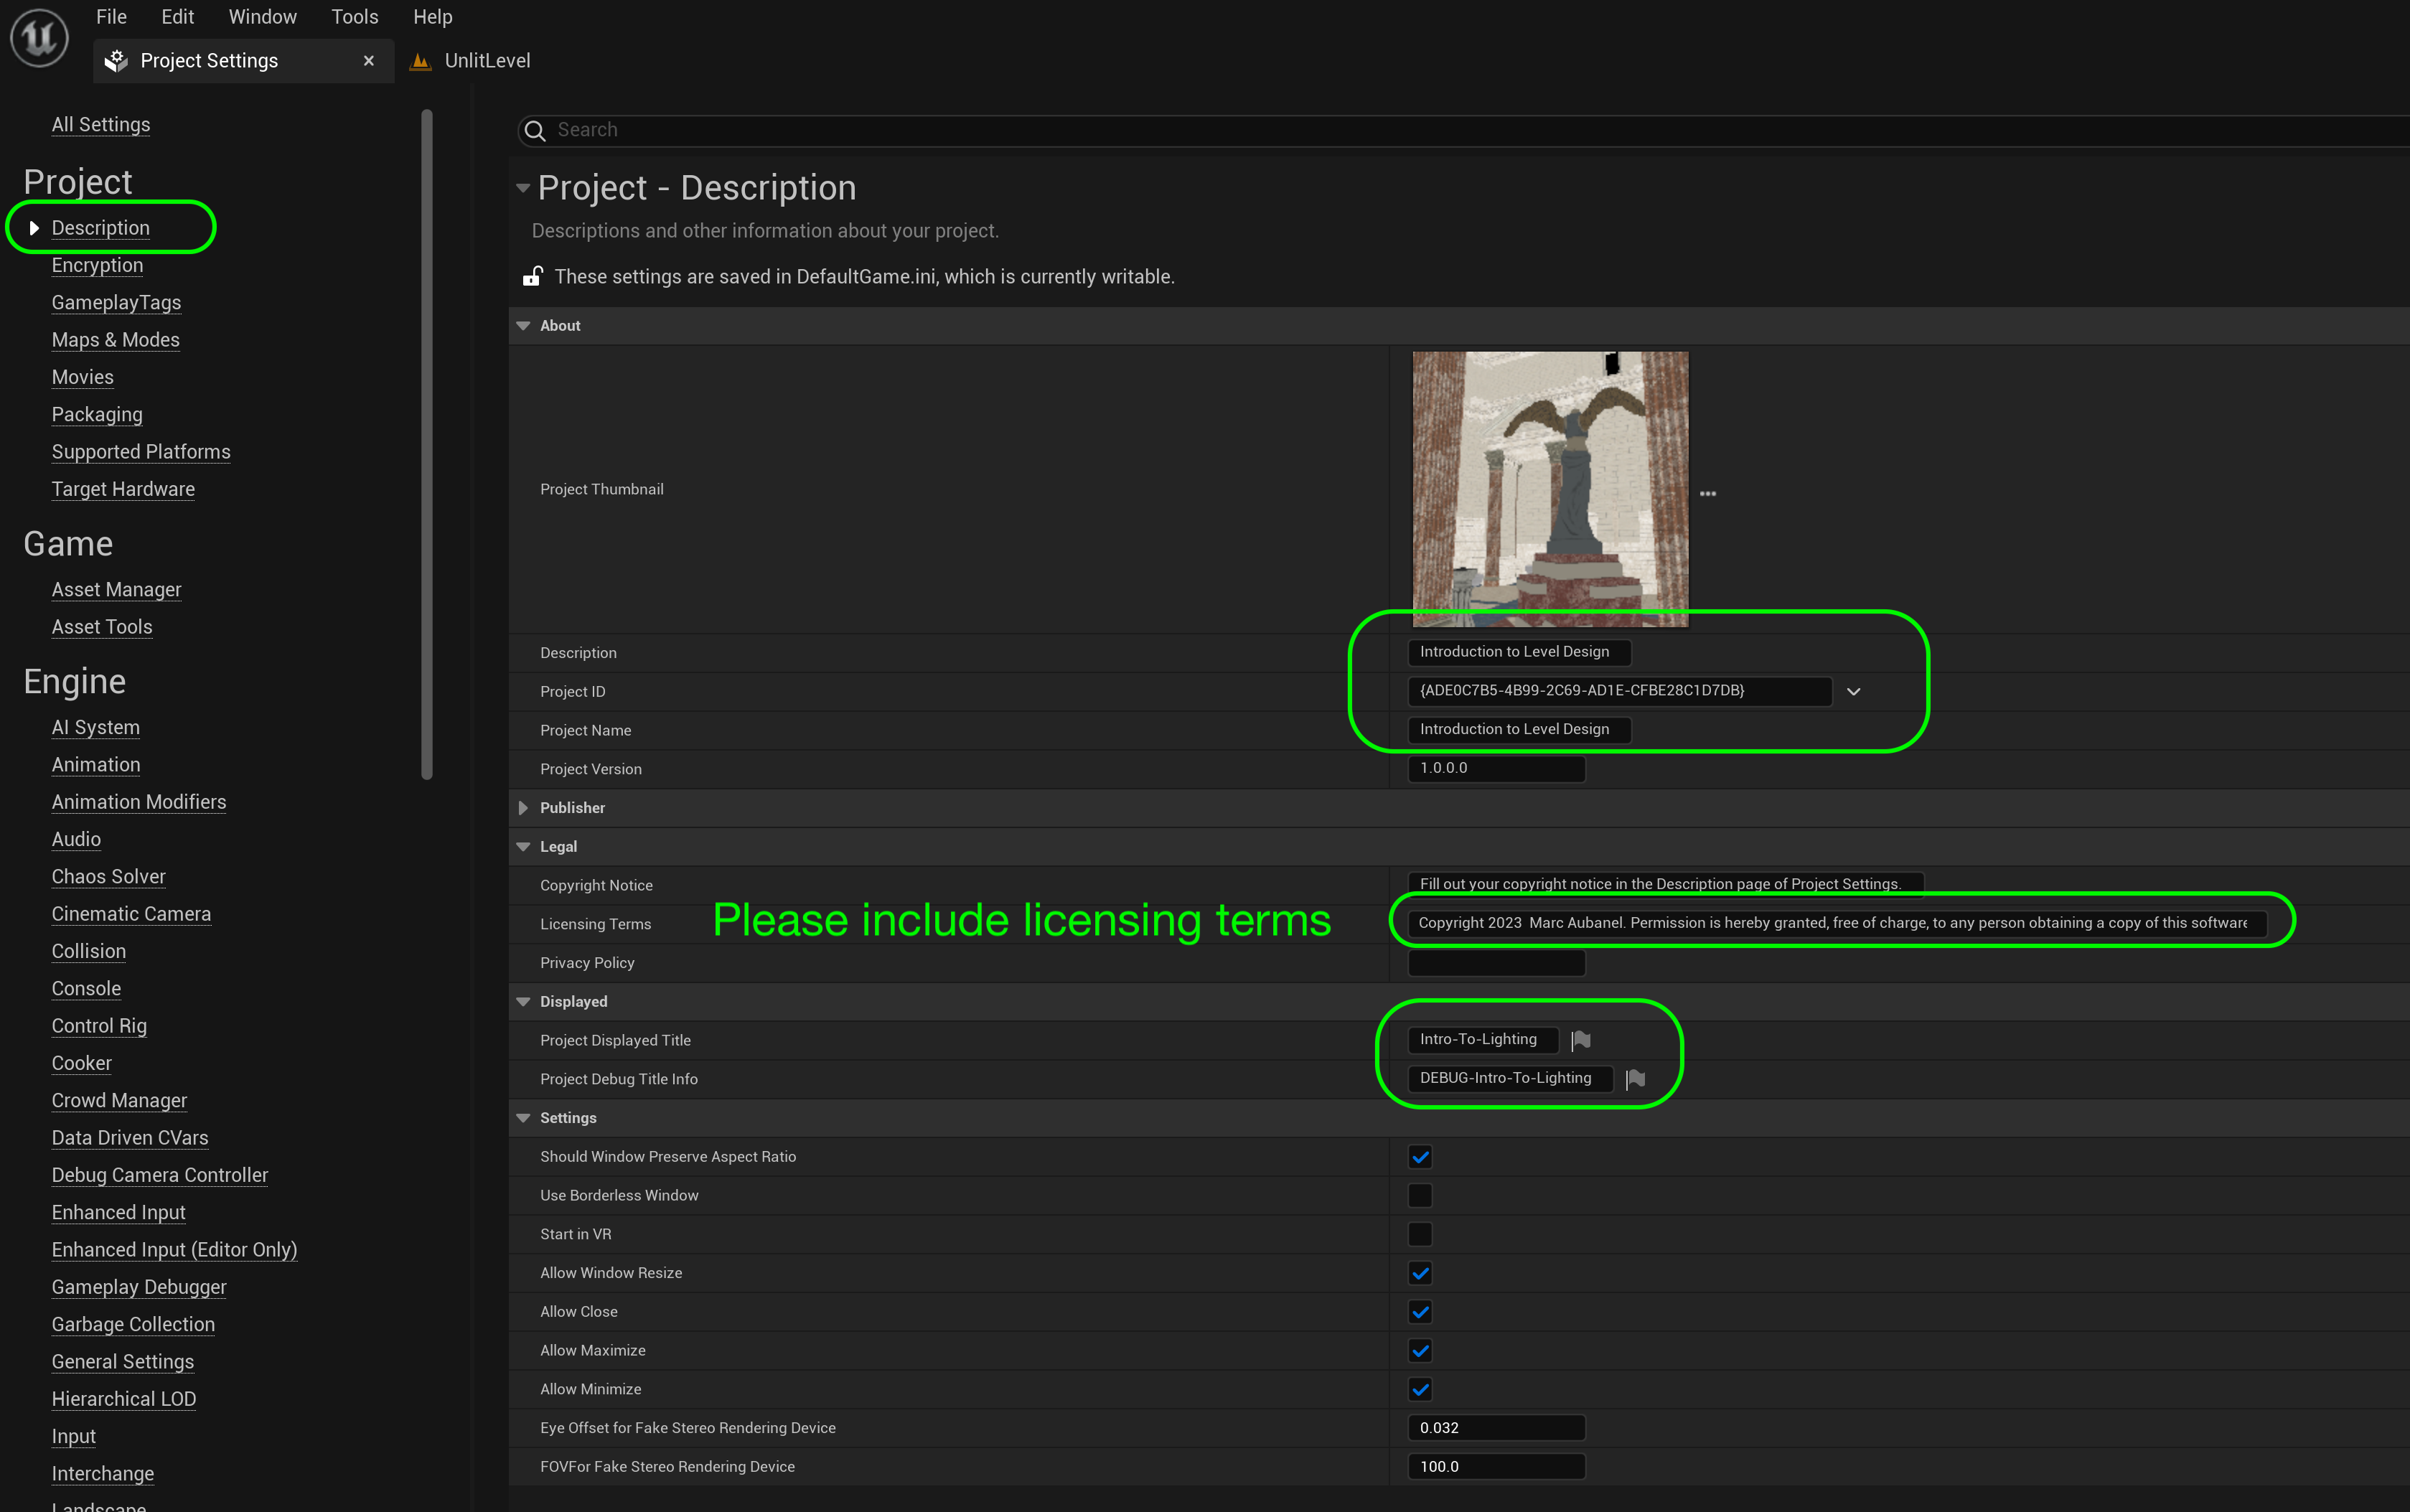 File Edit Window Tools Help
Project Settings × UnlitLevel
All Settings
Project
Description
Encryption
GameplayTags
Maps & Modes
Movies
Packaging
Supported Platforms
Target Hardware
Game
Asset Manager
Asset Tools
Engine
AI System
Animation
Animation Modifiers
Audio
Chaos Solver
Cinematic Camera
Collision
Console
Control Rig
Cooker
Crowd Manager
Data Driven CVars
Debug Camera Controller
Enhanced Input
Enhanced Input (Editor Only)
Gameplay Debugger
Garbage Collection
General Settings
Hierarchical LOD
Input
Interchange
Landscape
Search
Project - Description
Descriptions and other information about your project.
These settings are saved in DefaultGame.ini, which is currently writable.
About
Project Thumbnail
Description Introduction to Level Design
Project ID {ADE0C7B5-4B99-2C69-AD1E-CFBE28C1D7DB}
Project Name Introduction to Level Design
Project Version 1.0.0.0
Publisher
Legal
Copyright Notice Fill out your copyright notice in the Description page of Project Settings.
Licensing Terms Please include licensing terms Copyright 2023 Marc Aubanel. Permission is hereby granted, free of charge, to any person obtaining a copy of this software
Privacy Policy
Displayed
Project Displayed Title Intro-To-Lighting
Project Debug Title Info DEBUG-Intro-To-Lighting
Settings
Should Window Preserve Aspect Ratio
Use Borderless Window
Start in VR
Allow Window Resize
Allow Close
Allow Maximize
Allow Minimize
Eye Offset for Fake Stereo Rendering Device 0.032
FOVFor Fake Stereo Rendering Device 100.0